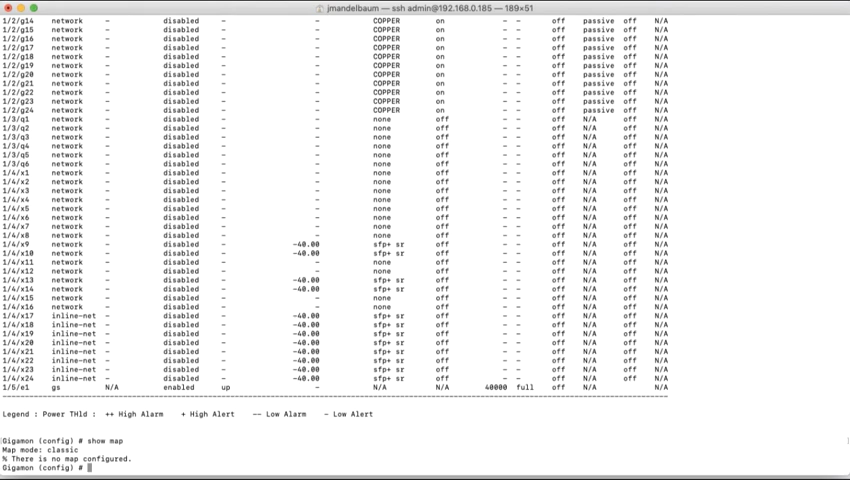 jmandelbaum — ssh admin@192.168.0.185 — 189×51
1/2/g14 network - disabled - - COPPER on - - off passive off N/A
1/2/g15 network - disabled - - COPPER on - - off passive off N/A
1/2/g16 network - disabled - - COPPER on - - off passive off N/A
1/2/g17 network - disabled - - COPPER on - - off passive off N/A
1/2/g18 network - disabled - - COPPER on - - off passive off N/A
1/2/g19 network - disabled - - COPPER on - - off passive off N/A
1/2/g20 network - disabled - - COPPER on - - off passive off N/A
1/2/g21 network - disabled - - COPPER on - - off passive off N/A
1/2/g22 network - disabled - - COPPER on - - off passive off N/A
1/2/g23 network - disabled - - COPPER on - - off passive off N/A
1/2/g24 network - disabled - - COPPER on - - off passive off N/A
1/3/q1 network - disabled - - none off - - off N/A off N/A
1/3/q2 network - disabled - - none off - - off N/A off N/A
1/3/q3 network - disabled - - none off - - off N/A off N/A
1/3/q4 network - disabled - - none off - - off N/A off N/A
1/3/q5 network - disabled - - none off - - off N/A off N/A
1/3/q6 network - disabled - - none off - - off N/A off N/A
1/4/x1 network - disabled - - none off - - off N/A off N/A
1/4/x2 network - disabled - - none off - - off N/A off N/A
1/4/x3 network - disabled - - none off - - off N/A off N/A
1/4/x4 network - disabled - - none off - - off N/A off N/A
1/4/x5 network - disabled - - none off - - off N/A off N/A
1/4/x6 network - disabled - - none off - - off N/A off N/A
1/4/x7 network - disabled - - none off - - off N/A off N/A
1/4/x8 network - disabled - - none off - - off N/A off N/A
1/4/x9 network - disabled - -40.00 sfp+ sr off - - off N/A off N/A
1/4/x10 network - disabled - -40.00 sfp+ sr off - - off N/A off N/A
1/4/x11 network - disabled - - none off - - off N/A off N/A
1/4/x12 network - disabled - - none off - - off N/A off N/A
1/4/x13 network - disabled - -40.00 sfp+ sr off - - off N/A off N/A
1/4/x14 network - disabled - -40.00 sfp+ sr off - - off N/A off N/A
1/4/x15 network - disabled - - none off - - off N/A off N/A
1/4/x16 network - disabled - - none off - - off N/A off N/A
1/4/x17 inline-net - disabled - -40.00 sfp+ sr off - - off N/A off N/A
1/4/x18 inline-net - disabled - -40.00 sfp+ sr off - - off N/A off N/A
1/4/x19 inline-net - disabled - -40.00 sfp+ sr off - - off N/A off N/A
1/4/x20 inline-net - disabled - -40.00 sfp+ sr off - - off N/A off N/A
1/4/x21 inline-net - disabled - -40.00 sfp+ sr off - - off N/A off N/A
1/4/x22 inline-net - disabled - -40.00 sfp+ sr off - - off N/A off N/A
1/4/x23 inline-net - disabled - -40.00 sfp+ sr off - - off N/A off N/A
1/4/x24 inline-net - disabled - -40.00 sfp+ sr off - - off N/A off N/A
1/5/e1 gs N/A enabled up - N/A N/A 40000 full off N/A N/A
Legend : Power THld : ++ High Alarm + High Alert -- Low Alarm - Low Alert
Gigamon (config) # show map
Map mode: classic
% There is no map configured.
Gigamon (config) #